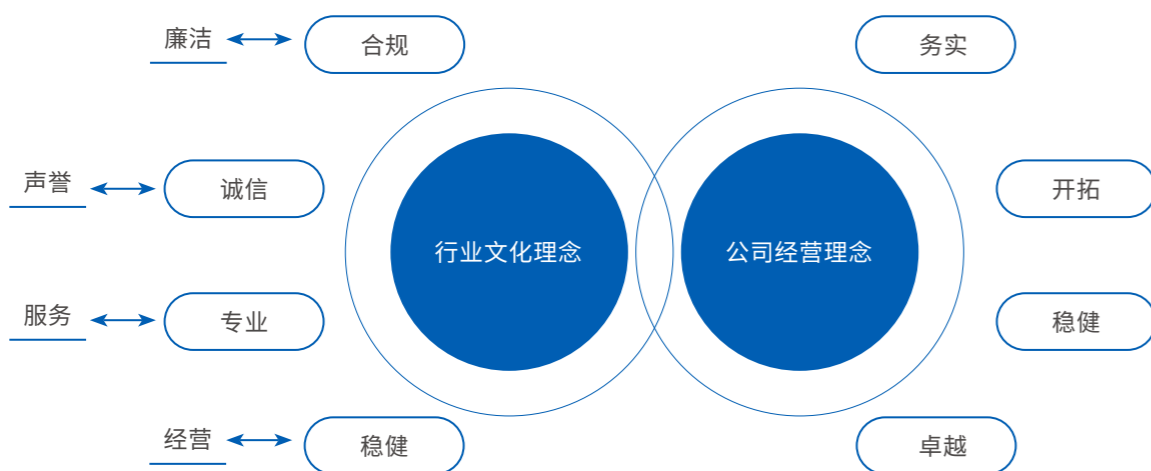 廉洁
合规
务实
声誉
诚信
开拓
行业文化理念
公司经营理念
服务
专业
稳健
经营
稳健
卓越